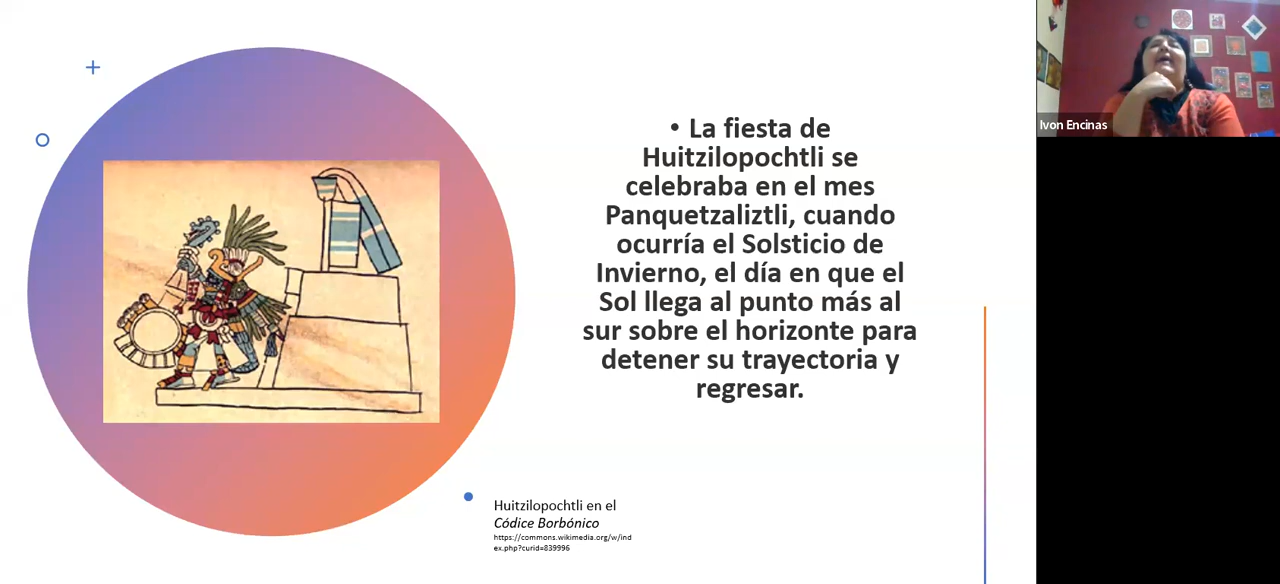 • La fiesta de
Huitzilopochtli se
celebraba en el mes
Panquetzaliztli, cuando
ocurría el Solsticio de
Invierno, el día en que el
Sol llega al punto más al
sur sobre el horizonte para
detener su trayectoria y
regresar.
Huitzilopochtli en el
Códice Borbónico
https://commons.wikimedia.org/w/ind
ex.php?curid=839996
Ivon Encinas